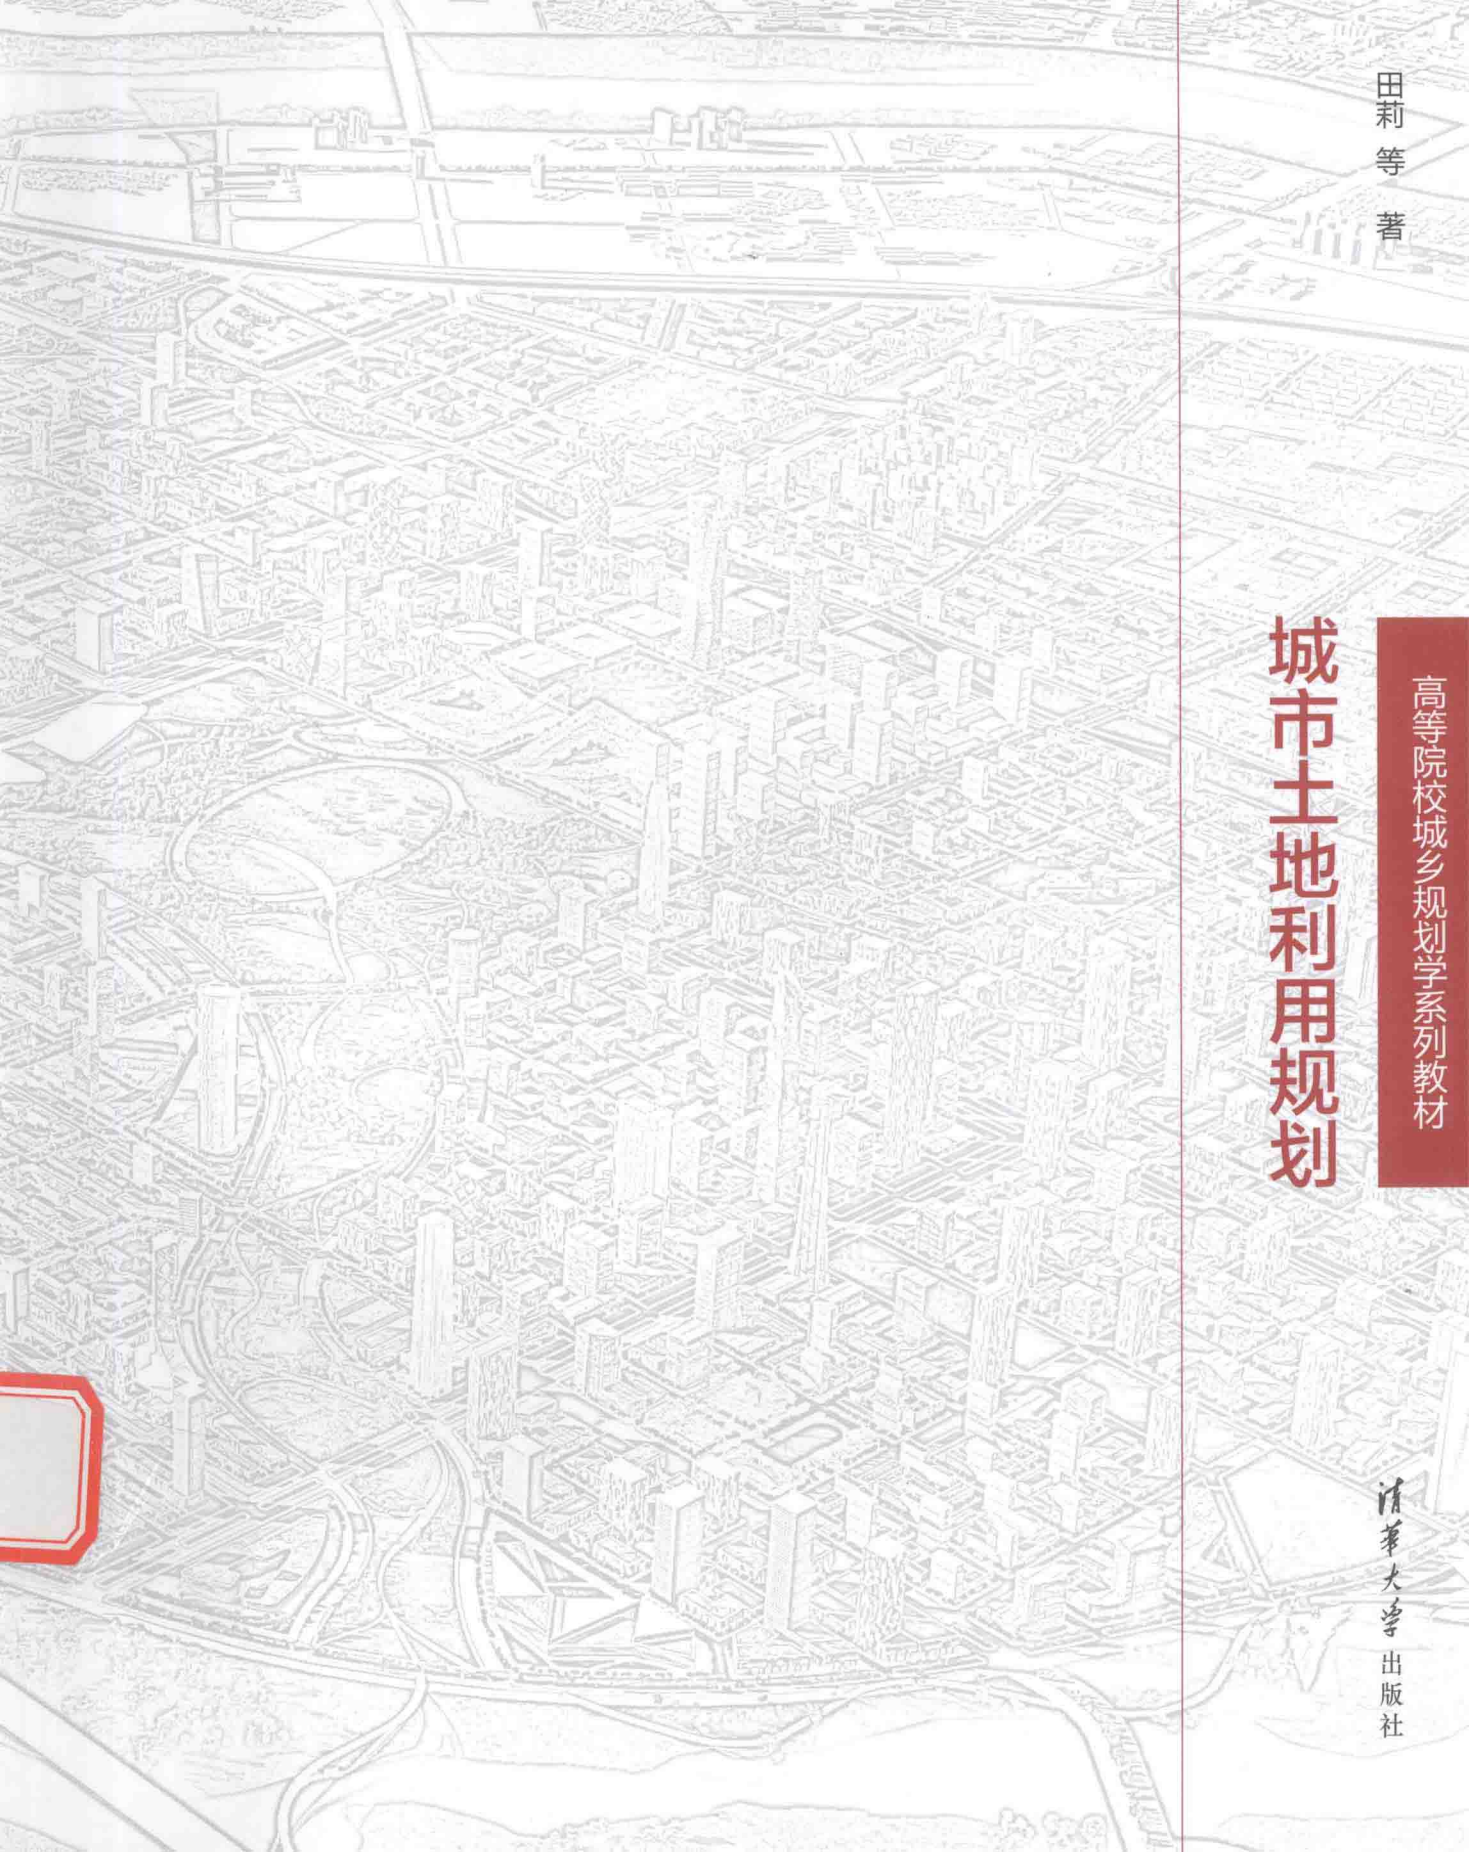 田莉 等 著
高等院校城乡规划学系列教材
城市土地利用规划
清華大学出版社